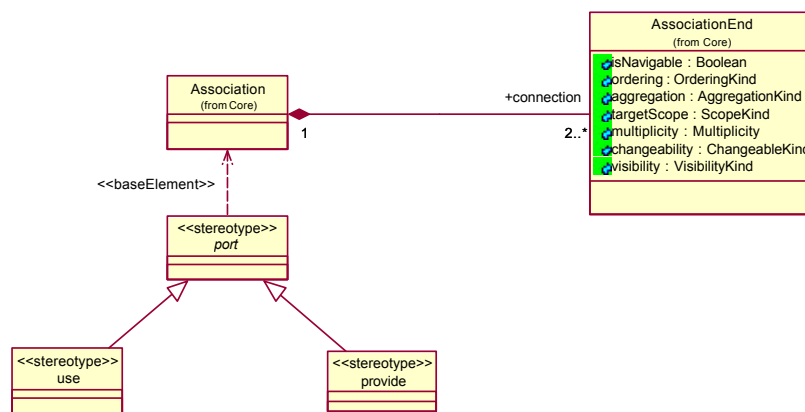 AssociationEnd
(from Core)
isNavigable : Boolean
ordering : OrderingKind
aggregation : AggregationKind
targetScope : ScopeKind
multiplicity : Multiplicity
changeability : ChangeableKind
visibility : VisibilityKind
Association
(from Core)
+connection
1
2..*
<<baseElement>>
<<stereotype>>
port
<<stereotype>>
use
<<stereotype>>
provide